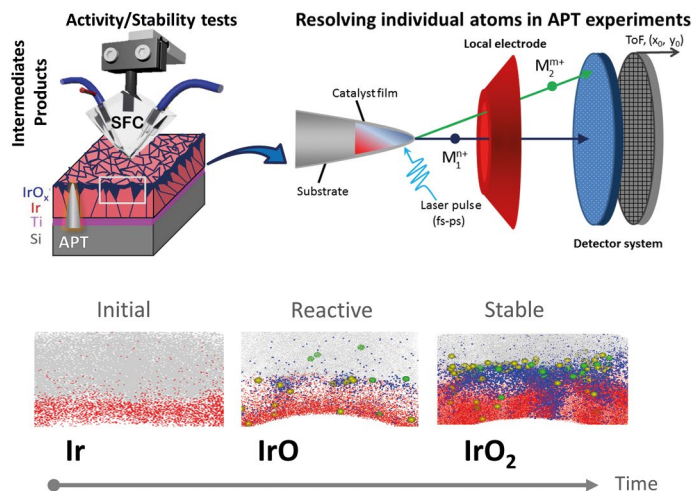 Activity/Stability tests
Resolving individual atoms in APT experiments
Intermediates
Products
SFC
IrOx
Ir
Ti
Si
APT
Local electrode
ToF, (x₀, y₀)
M₂ᵐ⁺
Catalyst film
M₁ⁿ⁺
Substrate
Laser pulse
(fs-ps)
Detector system
Initial
Reactive
Stable
Ir
IrO
IrO₂
Time